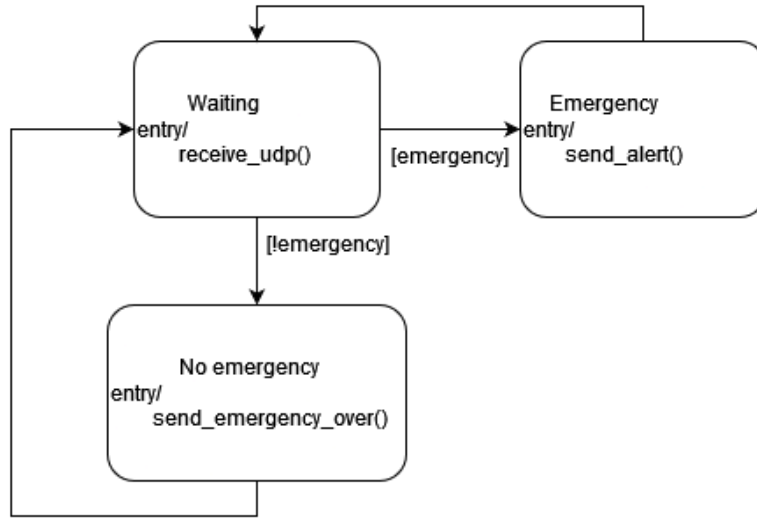 Waiting
entry/
receive_udp()
[emergency]
Emergency
entry/
send_alert()
[!emergency]
No emergency
entry/
send_emergency_over()